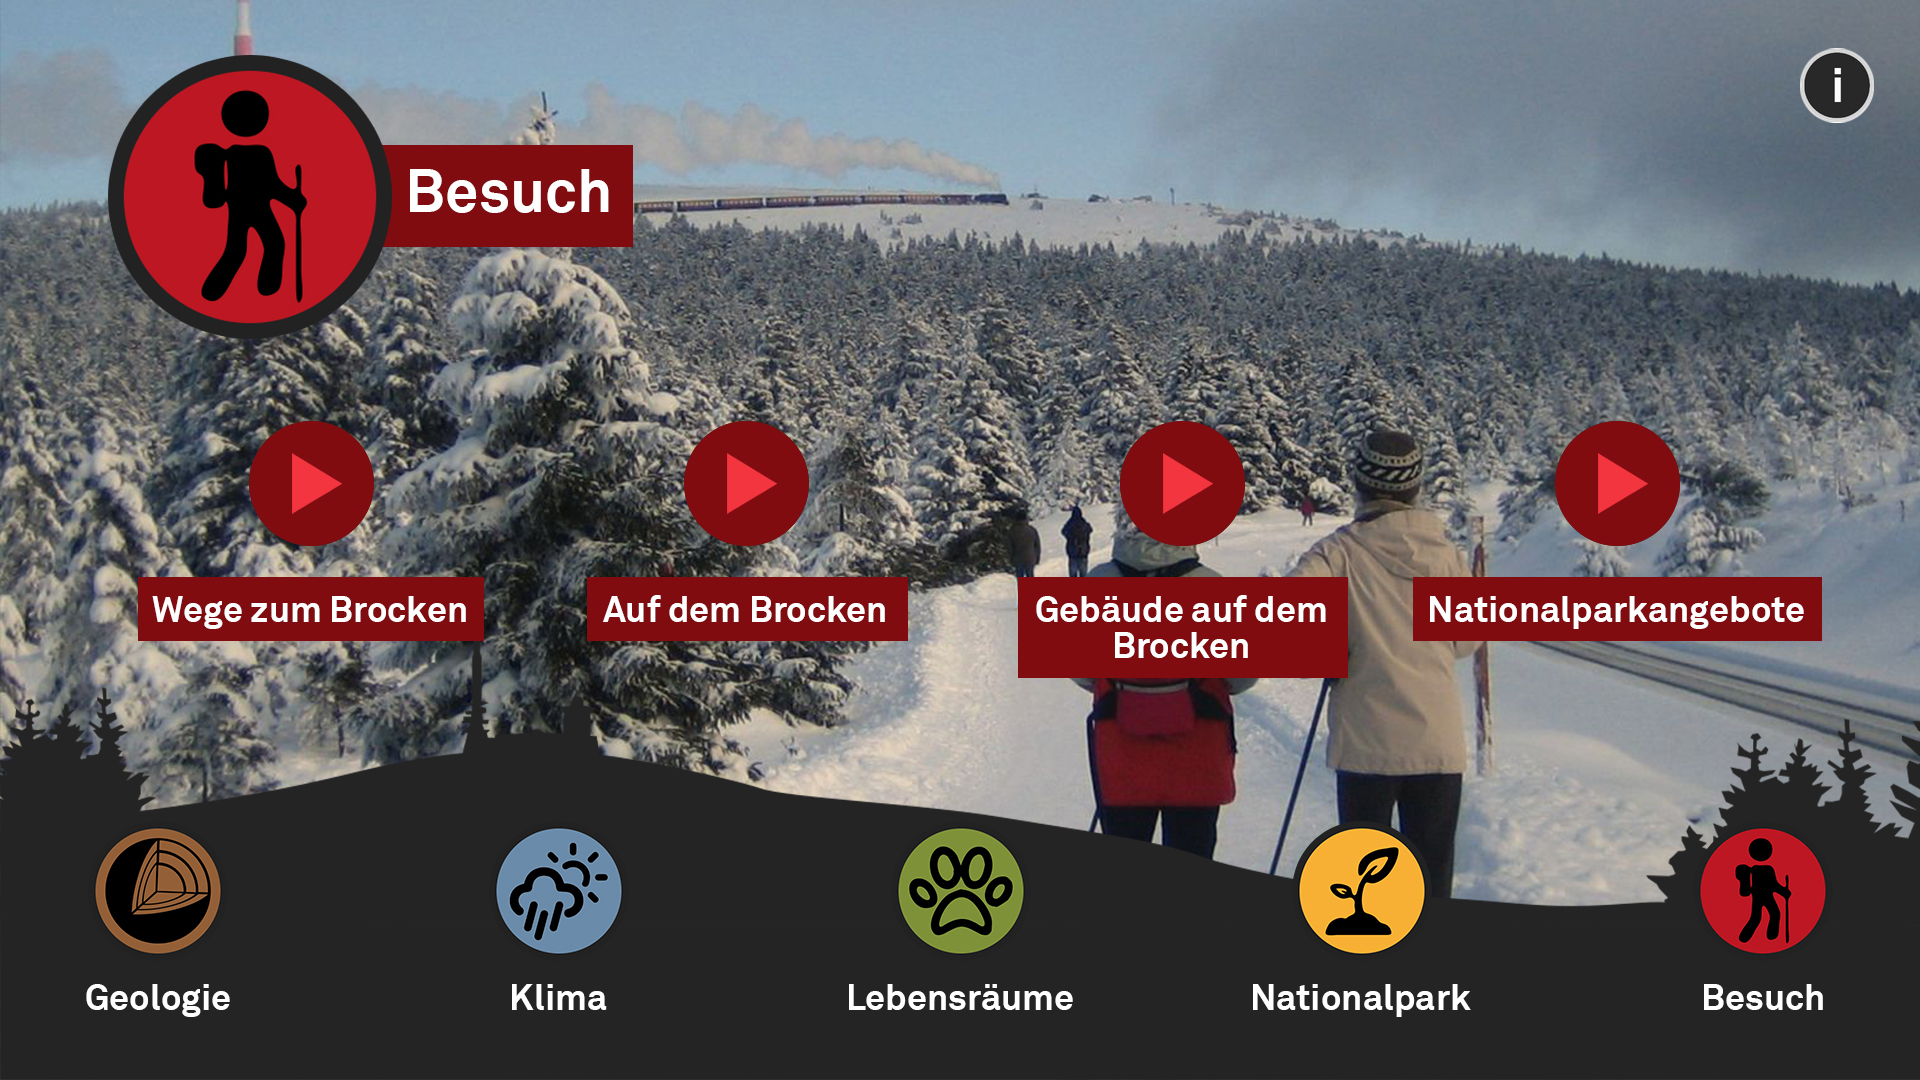 i
Besuch
Wege zum Brocken
Auf dem Brocken
Gebäude auf dem
Brocken
Nationalparkangebote
Geologie
Klima
Lebensräume
Nationalpark
Besuch